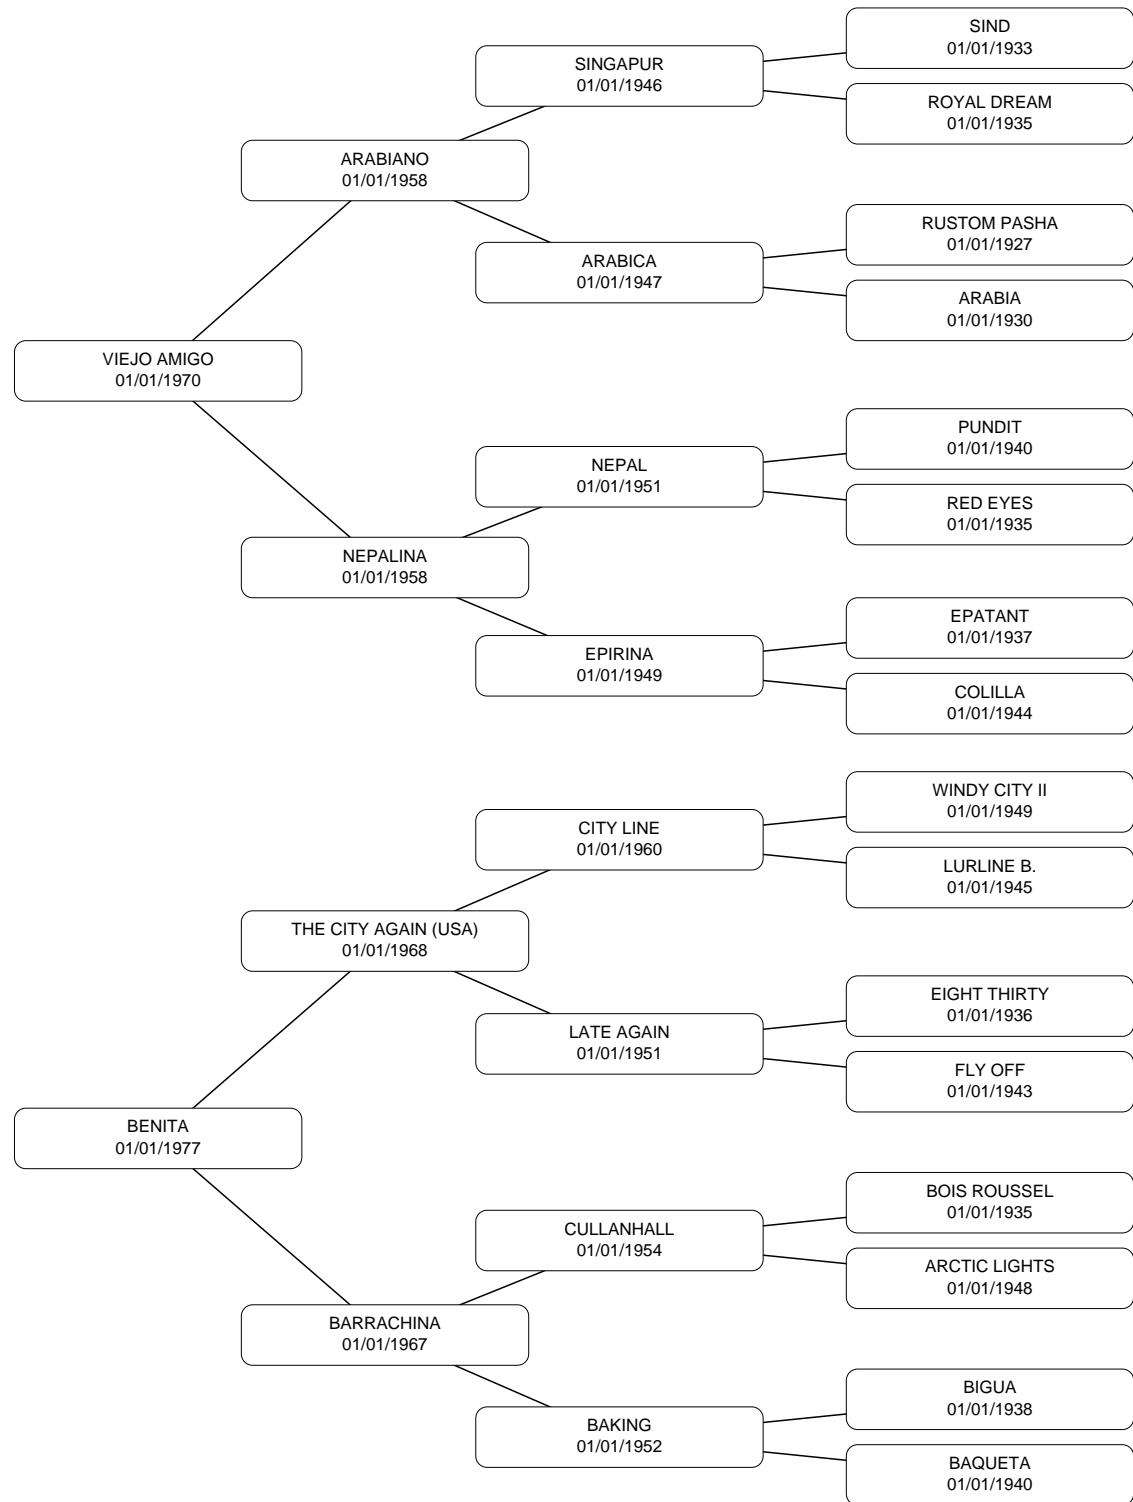 SIND
01/01/1933
SINGAPUR
01/01/1946
ROYAL DREAM
01/01/1935
ARABIANO
01/01/1958
RUSTOM PASHA
01/01/1927
ARABICA
01/01/1947
ARABIA
01/01/1930
VIEJO AMIGO
01/01/1970
PUNDIT
01/01/1940
NEPAL
01/01/1951
RED EYES
01/01/1935
NEPALINA
01/01/1958
EPATANT
01/01/1937
EPIRINA
01/01/1949
COLILLA
01/01/1944
WINDY CITY II
01/01/1949
CITY LINE
01/01/1960
LURLINE B.
01/01/1945
THE CITY AGAIN (USA)
01/01/1968
EIGHT THIRTY
01/01/1936
LATE AGAIN
01/01/1951
FLY OFF
01/01/1943
BENITA
01/01/1977
BOIS ROUSSEL
01/01/1935
CULLANHALL
01/01/1954
ARCTIC LIGHTS
01/01/1948
BARRACHINA
01/01/1967
BIGUA
01/01/1938
BAKING
01/01/1952
BAQUETA
01/01/1940